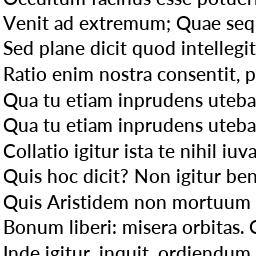 Occultum facinus esse potueri
Venit ad extremum; Quae seq
Sed plane dicit quod intellegit
Ratio enim nostra consentit, p
Qua tu etiam inprudens uteba
Qua tu etiam inprudens uteba
Collatio igitur ista te nihil iuva
Quis hoc dicit? Non igitur ben
Quis Aristidem non mortuum
Bonum liberi: misera orbitas.
Inde igitur, inquit, ordiendum